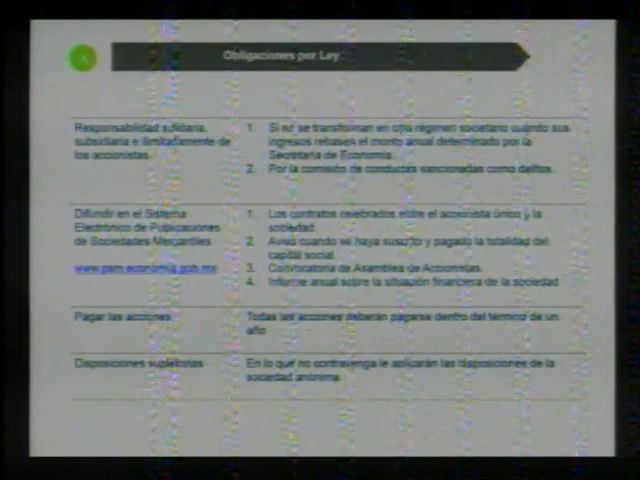 Obligaciones por Ley
Responsabilidad solidaria,
subsidiaria e ilimitadamente de
los accionistas.
1. Si no se transforman en otro régimen societario cuando sus
ingresos rebasen el monto anual determinado por la
Secretaría de Economía.
2. Por la comisión de conductas sancionadas como delitos.
Difundir en el Sistema
Electrónico de Publicaciones
de Sociedades Mercantiles
www.psm.economia.gob.mx
1. Los contratos celebrados entre el accionista único y la
sociedad.
2. Aviso cuando se haya suscrito y pagado la totalidad del
capital social.
3. Convocatoria de Asamblea de Accionistas.
4. Informe anual sobre la situación financiera de la sociedad
Pagar las acciones
Todas las acciones deberán pagarse dentro del término de un
año
Disposiciones supletorias
En lo que no contravenga le aplicarán las disposiciones de la
sociedad anónima